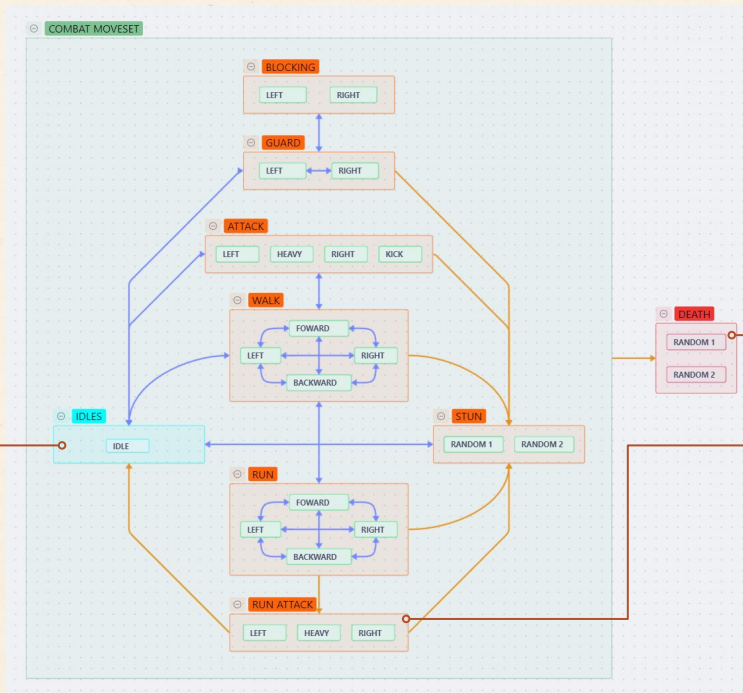 COMBAT MOVESET
BLOCKING
LEFT RIGHT
GUARD
LEFT RIGHT
ATTACK
LEFT HEAVY RIGHT KICK
WALK
FOWARD
LEFT RIGHT
BACKWARD
DEATH
RANDOM 1
RANDOM 2
IDLES
IDLE
STUN
RANDOM 1 RANDOM 2
RUN
FOWARD
LEFT RIGHT
BACKWARD
RUN ATTACK
LEFT HEAVY RIGHT